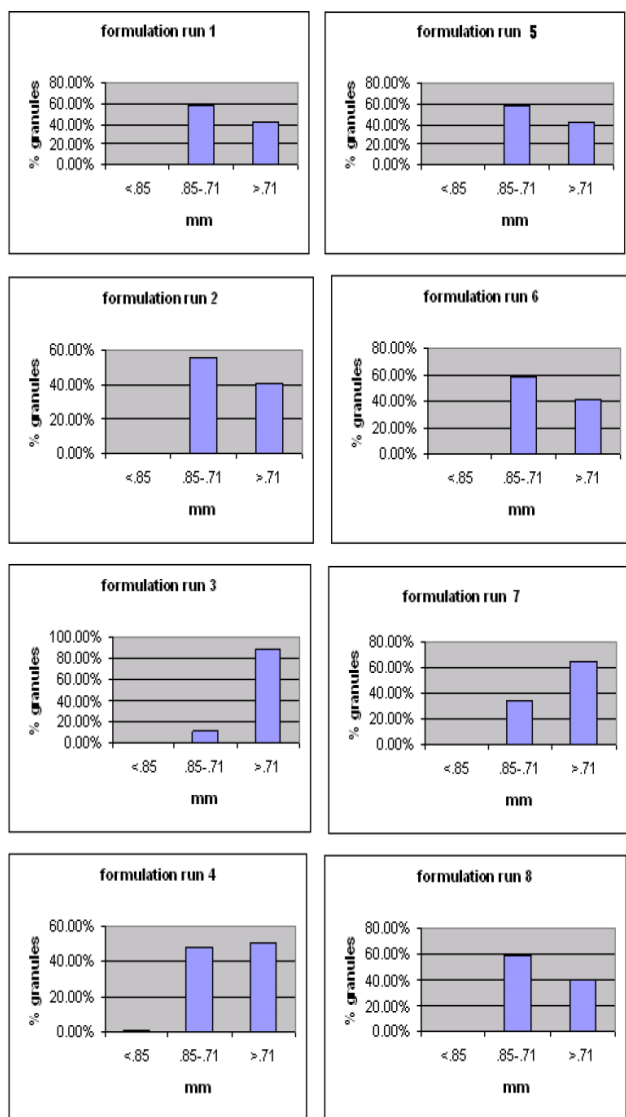 formulation run 1
% granules
80.00%
60.00%
40.00%
20.00%
0.00%
<.85 .85-.71 >.71
mm
formulation run 5
% granules
80.00%
60.00%
40.00%
20.00%
0.00%
<.85 .85-.71 >.71
mm
formulation run 2
% granules
60.00%
40.00%
20.00%
0.00%
<.85 .85-.71 >.71
mm
formulation run 6
% granules
80.00%
60.00%
40.00%
20.00%
0.00%
<.85 .85-.71 >.71
mm
formulation run 3
% granules
100.00%
80.00%
60.00%
40.00%
20.00%
0.00%
<.85 .85-.71 >.71
mm
formulation run 7
% granules
80.00%
60.00%
40.00%
20.00%
0.00%
<.85 .85-.71 >.71
mm
formulation run 4
% granules
60.00%
40.00%
20.00%
0.00%
<.85 .85-.71 >.71
mm
formulation run 8
% granules
80.00%
60.00%
40.00%
20.00%
0.00%
<.85 .85-.71 >.71
mm